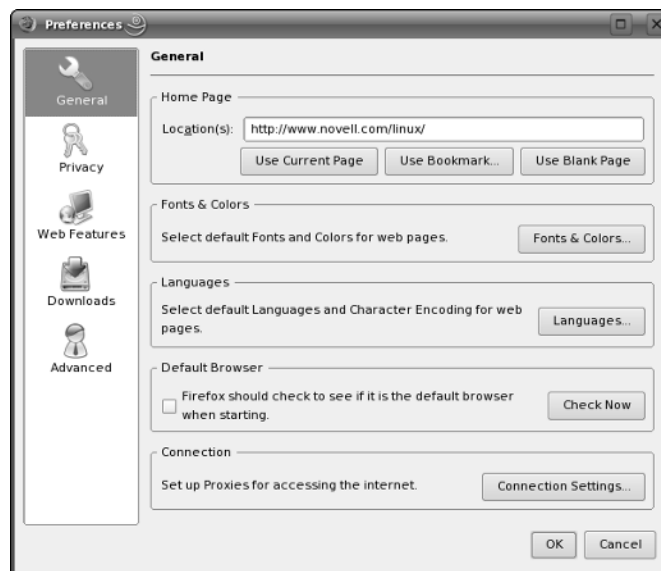 Preferences
General
Privacy
Web Features
Downloads
Advanced
General
Home Page
Location(s): http://www.novell.com/linux/
Use Current Page Use Bookmark... Use Blank Page
Fonts & Colors
Select default Fonts and Colors for web pages. Fonts & Colors...
Languages
Select default Languages and Character Encoding for web
pages.
Languages...
Default Browser
Firefox should check to see if it is the default browser
when starting.
Check Now
Connection
Set up Proxies for accessing the internet. Connection Settings...
OK Cancel